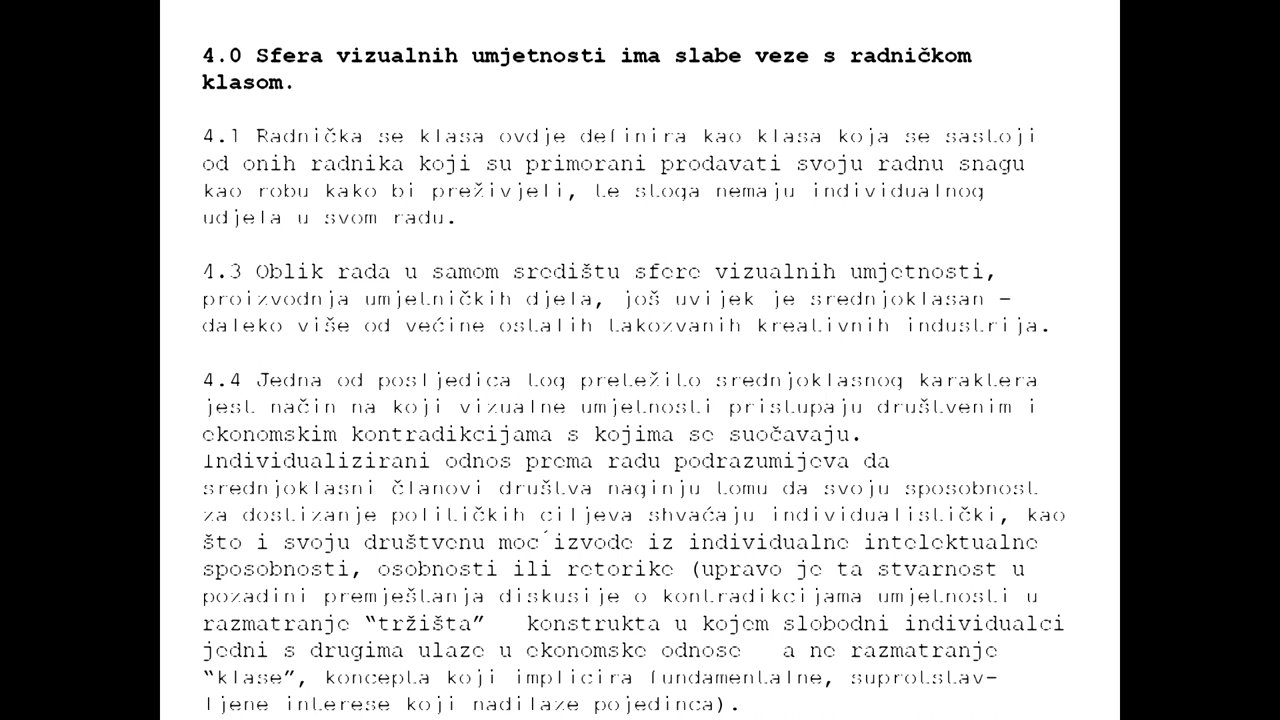 4.0 Sfera vizualnih umjetnosti ima slabe veze s radničkom
klasom.
4.1 Radnička se klasa ovdje definira kao klasa koja se sastoji
od onih radnika koji su primorani prodavati svoju radnu snagu
kao robu kako bi preživjeli, te stoga nemaju individualnog
udjela u svom radu.
4.3 Oblik rada u samom središtu sfere vizualnih umjetnosti,
proizvodnja umjetničkih djela, još uvijek je srednjoklasan –
daleko više od većine ostalih takozvanih kreativnih industrija.
4.4 Jedna od posljedica tog pretežito srednjoklasnog karaktera
jest način na koji vizualne umjetnosti pristupaju društvenim i
ekonomskim kontradikcijama s kojima se suočavaju.
Individualizirani odnos prema radu podrazumijeva da
srednjoklasni članovi društva naginju tomu da svoju sposobnost
za dostizanje političkih ciljeva shvaćaju individualistički, kao
što i svoju društvenu moc´izvode iz individualne intelektualne
sposobnosti, osobnosti ili retorike (upravo je ta stvarnost u
pozadini premještanja diskusije o kontradikcijama umjetnosti u
razmatranje “tržišta” konstrukta u kojem slobodni individualci
jedni s drugima ulaze u ekonomske odnose a ne razmatranje
“klase”, koncepta koji implicira fundamentalne, suprotstav–
ljene interese koji nadilaze pojedinca).